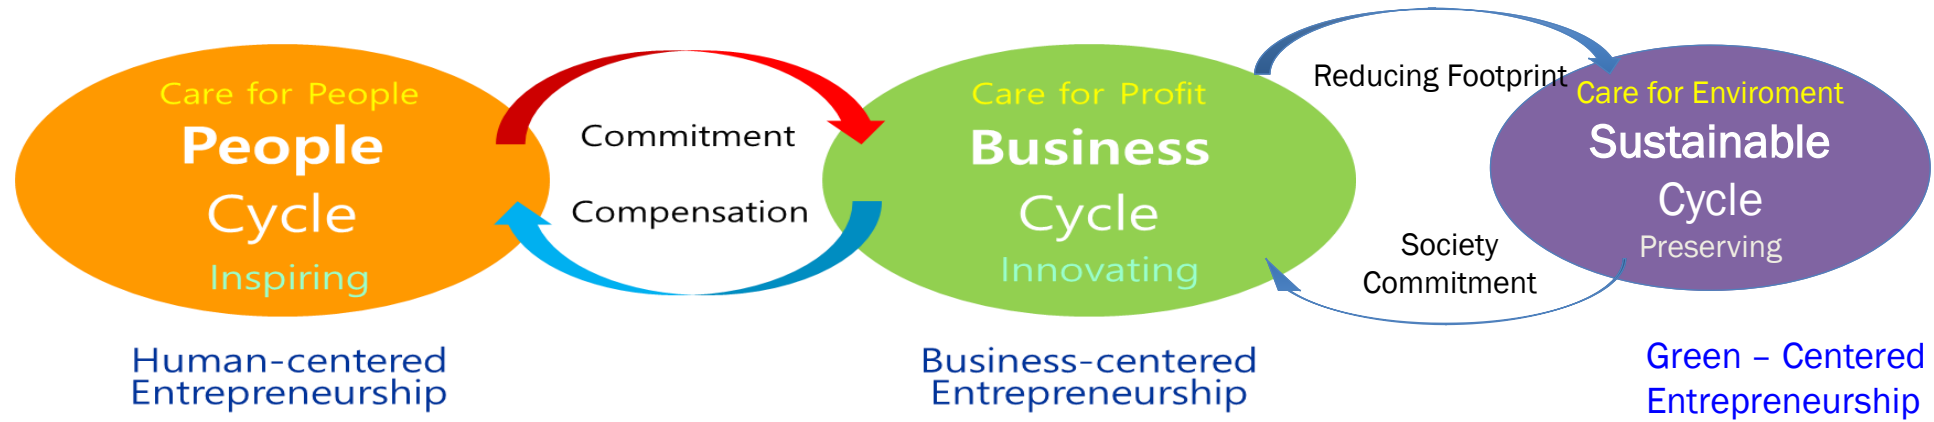 Care for People
People
Cycle
Inspiring
Human-centered
Entrepreneurship
Commitment
Compensation
Care for Profit
Business
Cycle
Innovating
Business-centered
Entrepreneurship
Reducing Footprint
Society
Commitment
Care for Enviroment
Sustainable
Cycle
Preserving
Green – Centered
Entrepreneurship